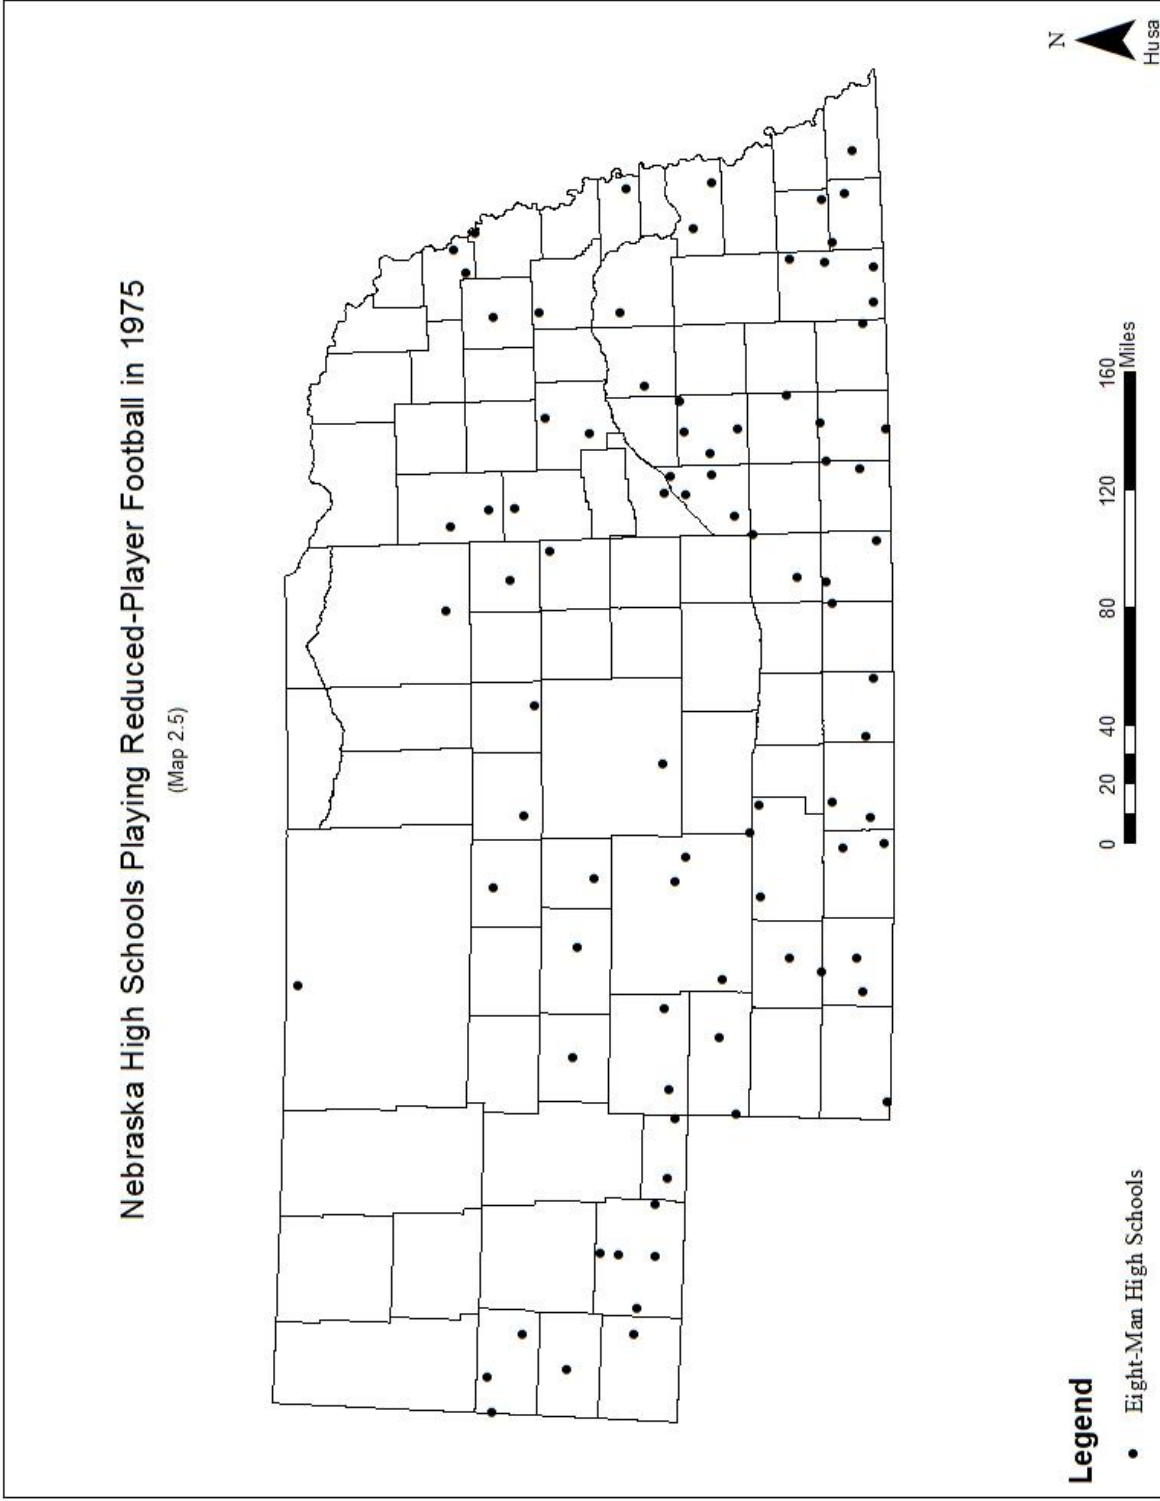 Nebraska High Schools Playing Reduced-Player Football in 1975
(Map 2.5)
Legend
Eight-Man High Schools
0 20 40 80 120 160
Miles
N
Husa